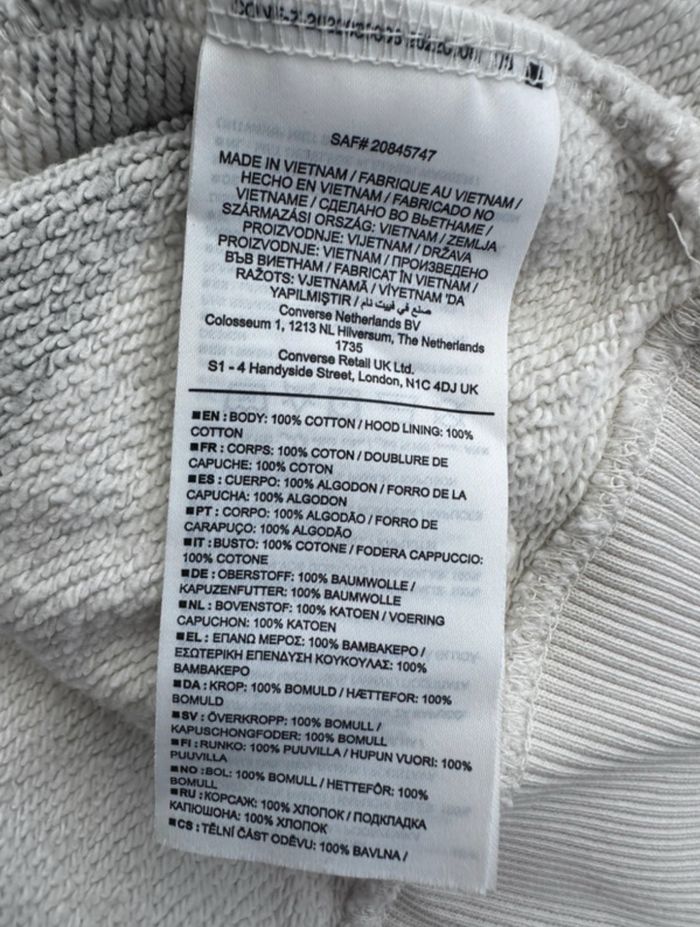 SAF# 20845747
MADE IN VIETNAM / FABRIQUE AU VIETNAM /
HECHO EN VIETNAM / FABRICADO NO
VIETNAME / СДЕЛАНО ВО ВЬЕТНАМЕ /
SZÁRMAZÁSI ORSZÁG: VIETNAM / ZEMLJA
PROIZVODNJE: VIJETNAM / DRŽAVA
PROIZVODNJE: VIETNAM / ПРОИЗВЕДЕНО
ВЪВ ВИЕТНАМ / FABRICAT ÎN VIETNAM /
RAŽOTS: VJETNAMĀ / VİYETNAM 'DA
YAPILMIŞTIR / صنع في فييت نام
Converse Netherlands BV
Colosseum 1, 1213 NL Hilversum, The Netherlands
1735
Converse Retail UK Ltd.
S1 - 4 Handyside Street, London, N1C 4DJ UK
■EN : BODY: 100% COTTON / HOOD LINING: 100%
COTTON
■FR : CORPS: 100% COTON / DOUBLURE DE
CAPUCHE: 100% COTON
■ES : CUERPO: 100% ALGODON / FORRO DE LA
CAPUCHA: 100% ALGODON
■PT : CORPO: 100% ALGODÃO / FORRO DE
CARAPUÇO: 100% ALGODÃO
■IT : BUSTO: 100% COTONE / FODERA CAPPUCCIO:
100% COTONE
■DE : OBERSTOFF: 100% BAUMWOLLE /
KAPUZENFUTTER: 100% BAUMWOLLE
■NL : BOVENSTOF: 100% KATOEN / VOERING
CAPUCHON: 100% KATOEN
■EL : ΕΠΑΝΩ ΜΕΡΟΣ: 100% ΒΑΜΒΑΚΕΡΟ /
ΕΣΩΤΕΡΙΚΗ ΕΠΕΝΔΥΣΗ ΚΟΥΚΟΥΛΑΣ: 100%
ΒΑΜΒΑΚΕΡΟ
■DA : KROP: 100% BOMULD / HÆTTEFOR: 100%
BOMULD
■SV : ÖVERKROPP: 100% BOMULL /
KAPUSCHONGFODER: 100% BOMULL
■FI : RUNKO: 100% PUUVILLA / HUPUN VUORI: 100%
PUUVILLA
■NO : BOL: 100% BOMULL / HETTEFÔR: 100%
BOMULL
■RU : КОРСАЖ: 100% ХЛОПОК / ПОДКЛАДКА
КАПЮШОНА: 100% ХЛОПОК
■CS : TĚLNÍ ČÁST ODĚVU: 100% BAVLNA /